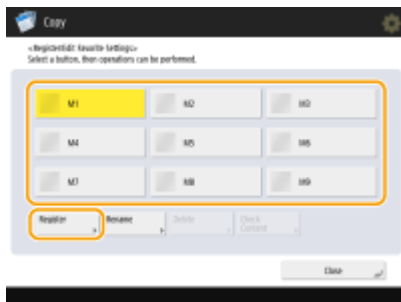 Copy
<Register/Edit Favorite Settings>
Select a button, then operations can be performed.
M1
M2
M3
M4
M5
M6
M7
M8
M9
Register
Rename
Delete
Check
Content
Close